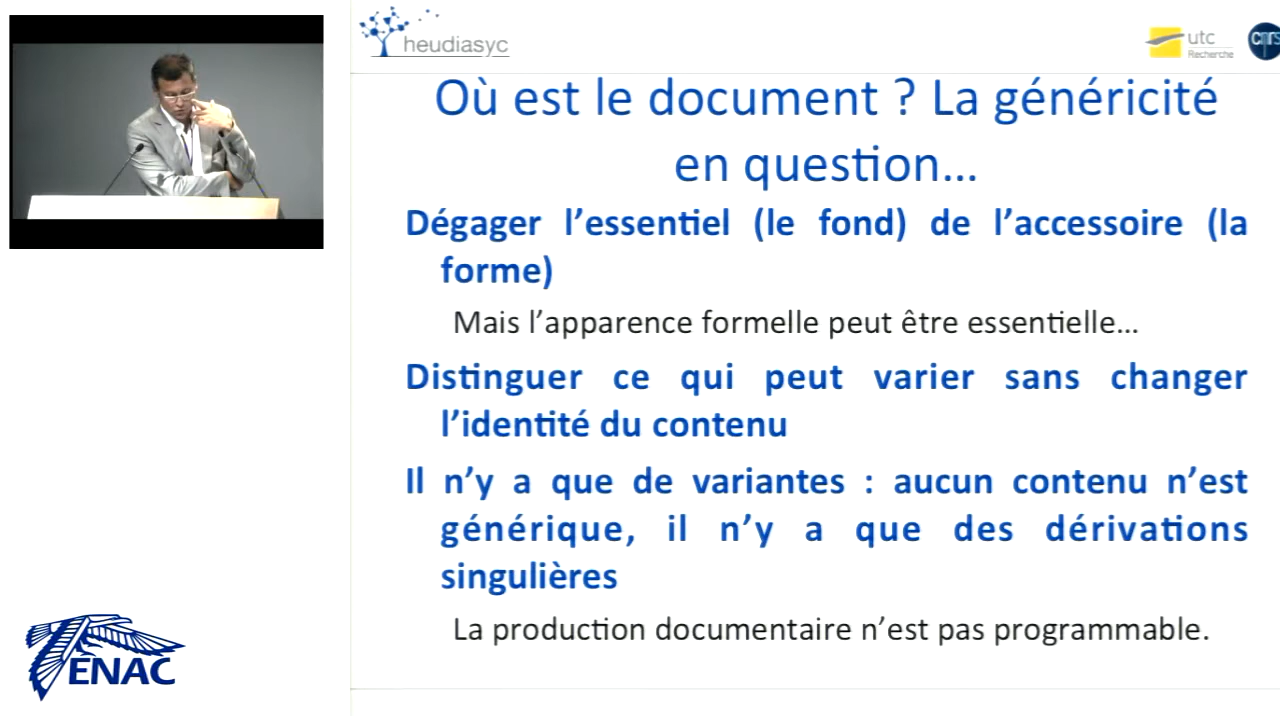 heudiasyc
utc
Recherche
cnrs
Où est le document ? La généricité
en question...
Dégager l'essentiel (le fond) de l'accessoire (la
forme)
Mais l'apparence formelle peut être essentielle...
Distinguer ce qui peut varier sans changer
l'identité du contenu
Il n'y a que de variantes : aucun contenu n'est
générique, il n'y a que des dérivations
singulières
La production documentaire n'est pas programmable.
ENAC